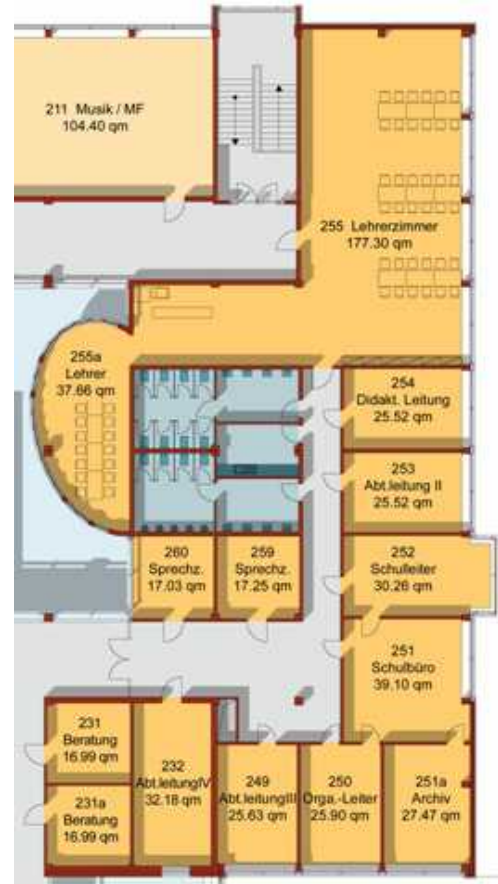 211 Musik / MF
104.40 qm
255 Lehrerzimmer
177.30 qm
255a
Lehrer
37.66 qm
254
Didakt. Leitung
25.52 qm
253
Abt.leitung II
25.52 qm
260
Sprechz.
17.03 qm
259
Sprechz.
17.25 qm
252
Schulleiter
30.26 qm
251
Schulbüro
39.10 qm
231
Beratung
16.99 qm
231a
Beratung
16.99 qm
232
Abt.leitungIV
32.18 qm
249
Abt.leitungIII
25.63 qm
250
Orga.-Leiter
25.90 qm
251a
Archiv
27.47 qm